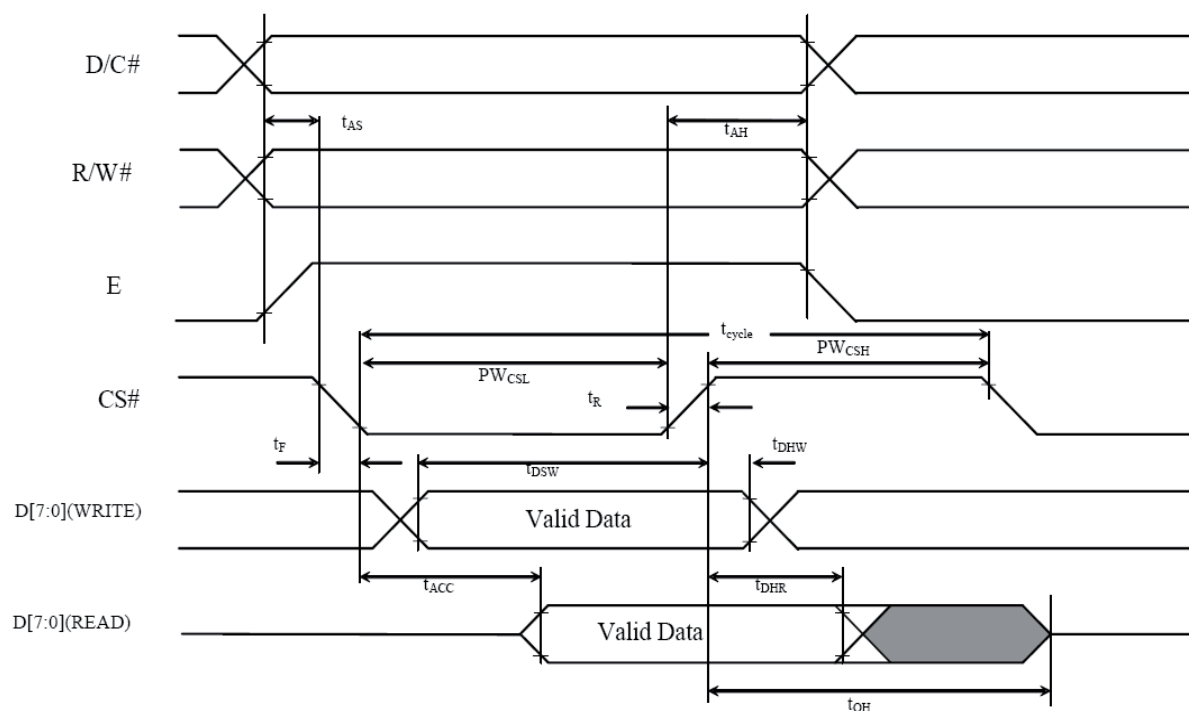 D/C#
tAS
tAH
R/W#
E
tcycle
PWCSL
PWCSH
CS#
tR
tF
tDSW
tDHW
D[7:0](WRITE)
Valid Data
tACC
tDHR
D[7:0](READ)
Valid Data
tOH